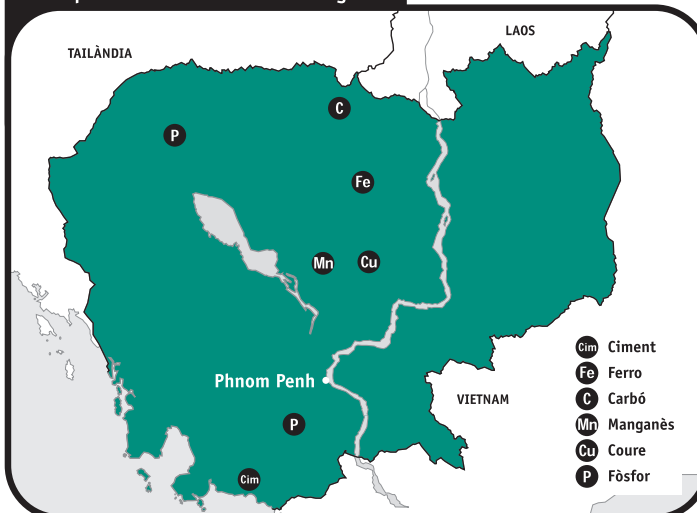 TAILÀNDIA
LAOS
C
P
Fe
Mn
Cu
Phnom Penh
VIETNAM
P
Cim
Cim Ciment
Fe Ferro
C Carbó
Mn Manganès
Cu Coure
P Fòsfor